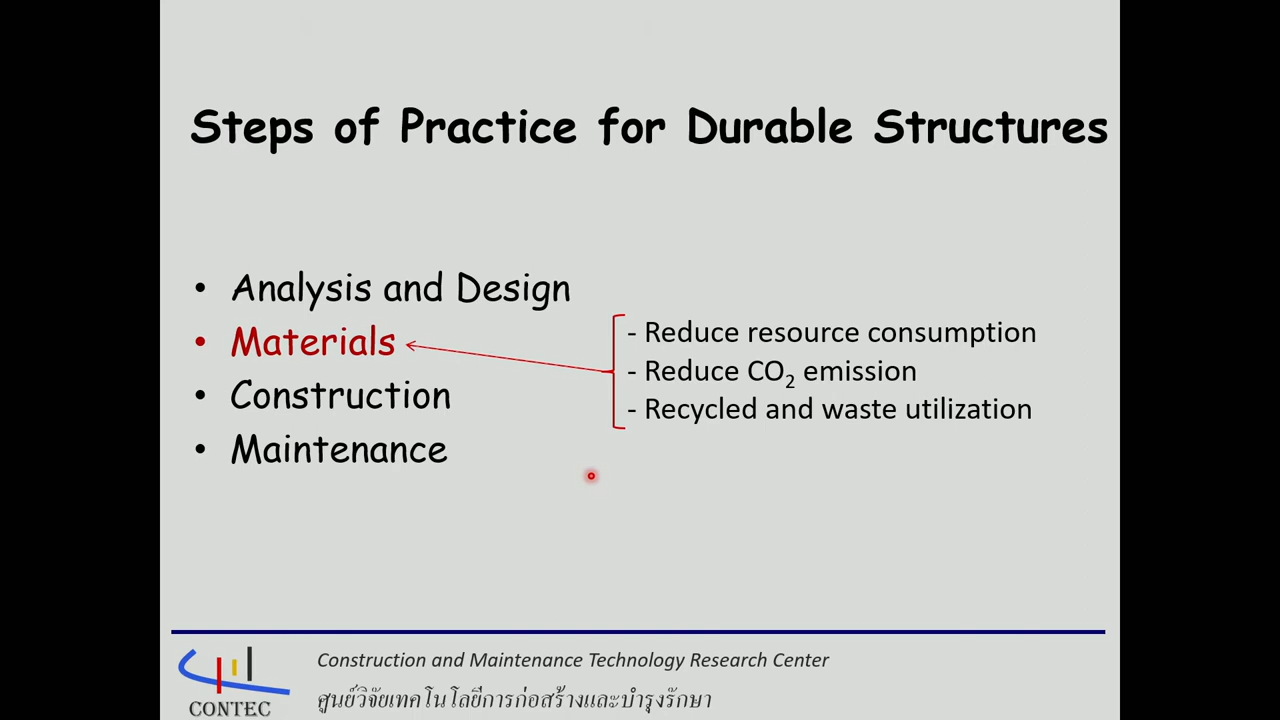 Steps of Practice for Durable Structures
• Analysis and Design
• Materials
• Construction
• Maintenance
- Reduce resource consumption
- Reduce CO₂ emission
- Recycled and waste utilization
Construction and Maintenance Technology Research Center
ศูนย์วิจัยเทคโนโลยีการก่อสร้างและบำรุงรักษา
CONTEC